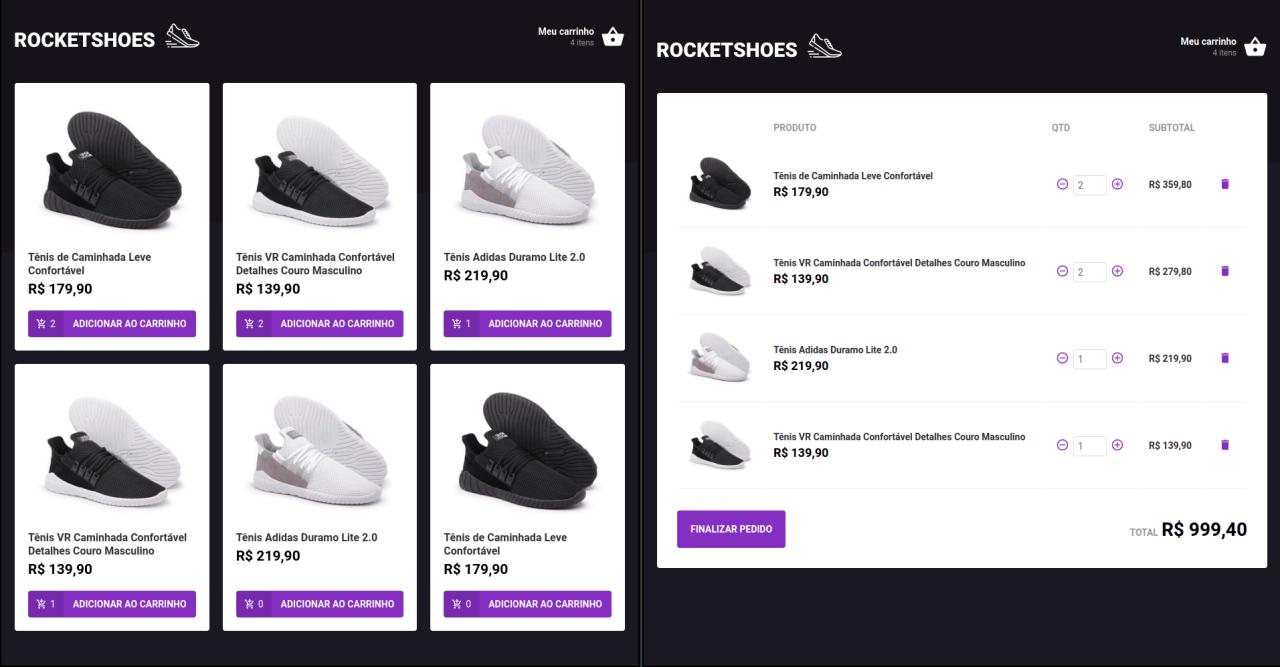 ROCKETSHOES
Meu carrinho
4 itens
Tênis de Caminhada Leve
Confortável
R$ 179,90
2 ADICIONAR AO CARRINHO
Tênis VR Caminhada Confortável
Detalhes Couro Masculino
R$ 139,90
2 ADICIONAR AO CARRINHO
Tênis Adidas Duramo Lite 2.0
R$ 219,90
1 ADICIONAR AO CARRINHO
Tênis VR Caminhada Confortável
Detalhes Couro Masculino
R$ 139,90
1 ADICIONAR AO CARRINHO
Tênis Adidas Duramo Lite 2.0
R$ 219,90
0 ADICIONAR AO CARRINHO
Tênis de Caminhada Leve
Confortável
R$ 179,90
0 ADICIONAR AO CARRINHO
ROCKETSHOES
Meu carrinho
4 itens
PRODUTO QTD SUBTOTAL
Tênis de Caminhada Leve Confortável
R$ 179,90
2 R$ 359,80
Tênis VR Caminhada Confortável Detalhes Couro Masculino
R$ 139,90
2 R$ 279,80
Tênis Adidas Duramo Lite 2.0
R$ 219,90
1 R$ 219,90
Tênis VR Caminhada Confortável Detalhes Couro Masculino
R$ 139,90
1 R$ 139,90
FINALIZAR PEDIDO TOTAL R$ 999,40